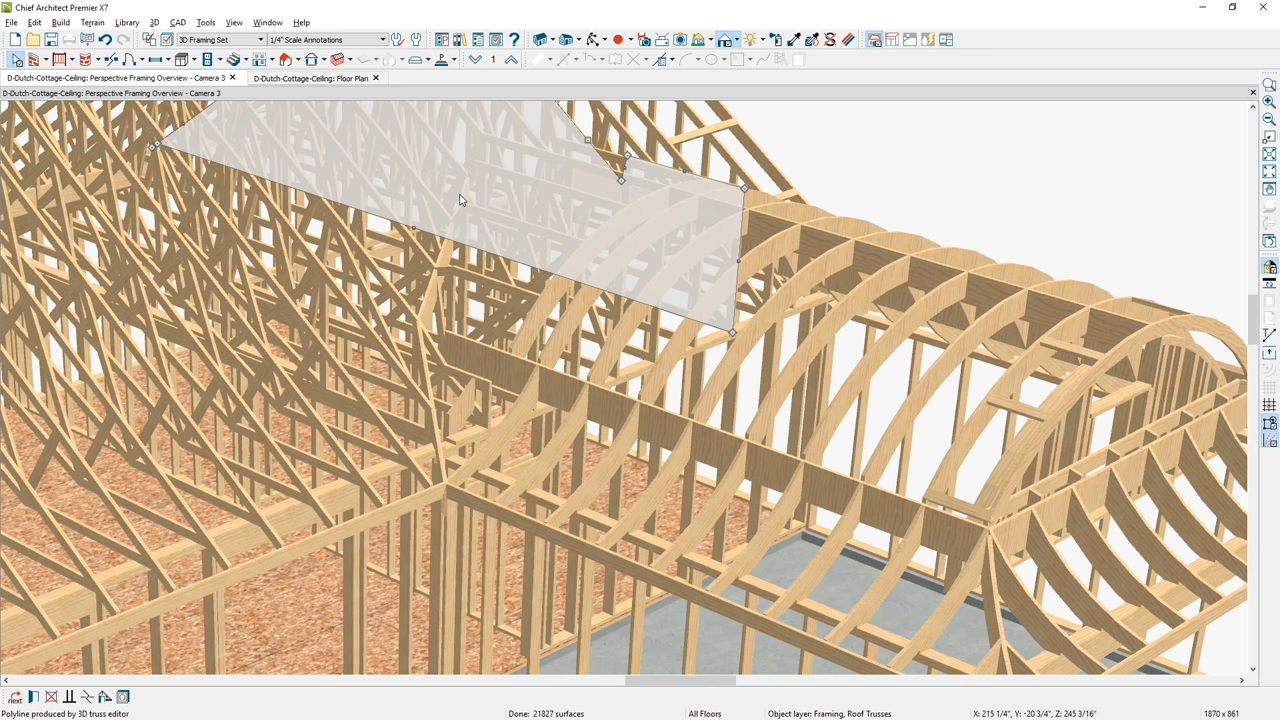 Chief Architect Premier X7
File Edit Build Terrain Library 3D CAD Tools View Window Help
3D Framing Set 1/4" Scale Annotations
1
D-Dutch-Cottage-Ceiling: Perspective Framing Overview - Camera 3 D-Dutch-Cottage-Ceiling: Floor Plan
D-Dutch-Cottage-Ceiling: Perspective Framing Overview - Camera 3
next
Polyline produced by 3D truss editor Done: 21827 surfaces All Floors Object layer: Framing, Roof Trusses X: 215 1/4", Y: -20 3/4", Z: 245 3/16" 1870 x 861